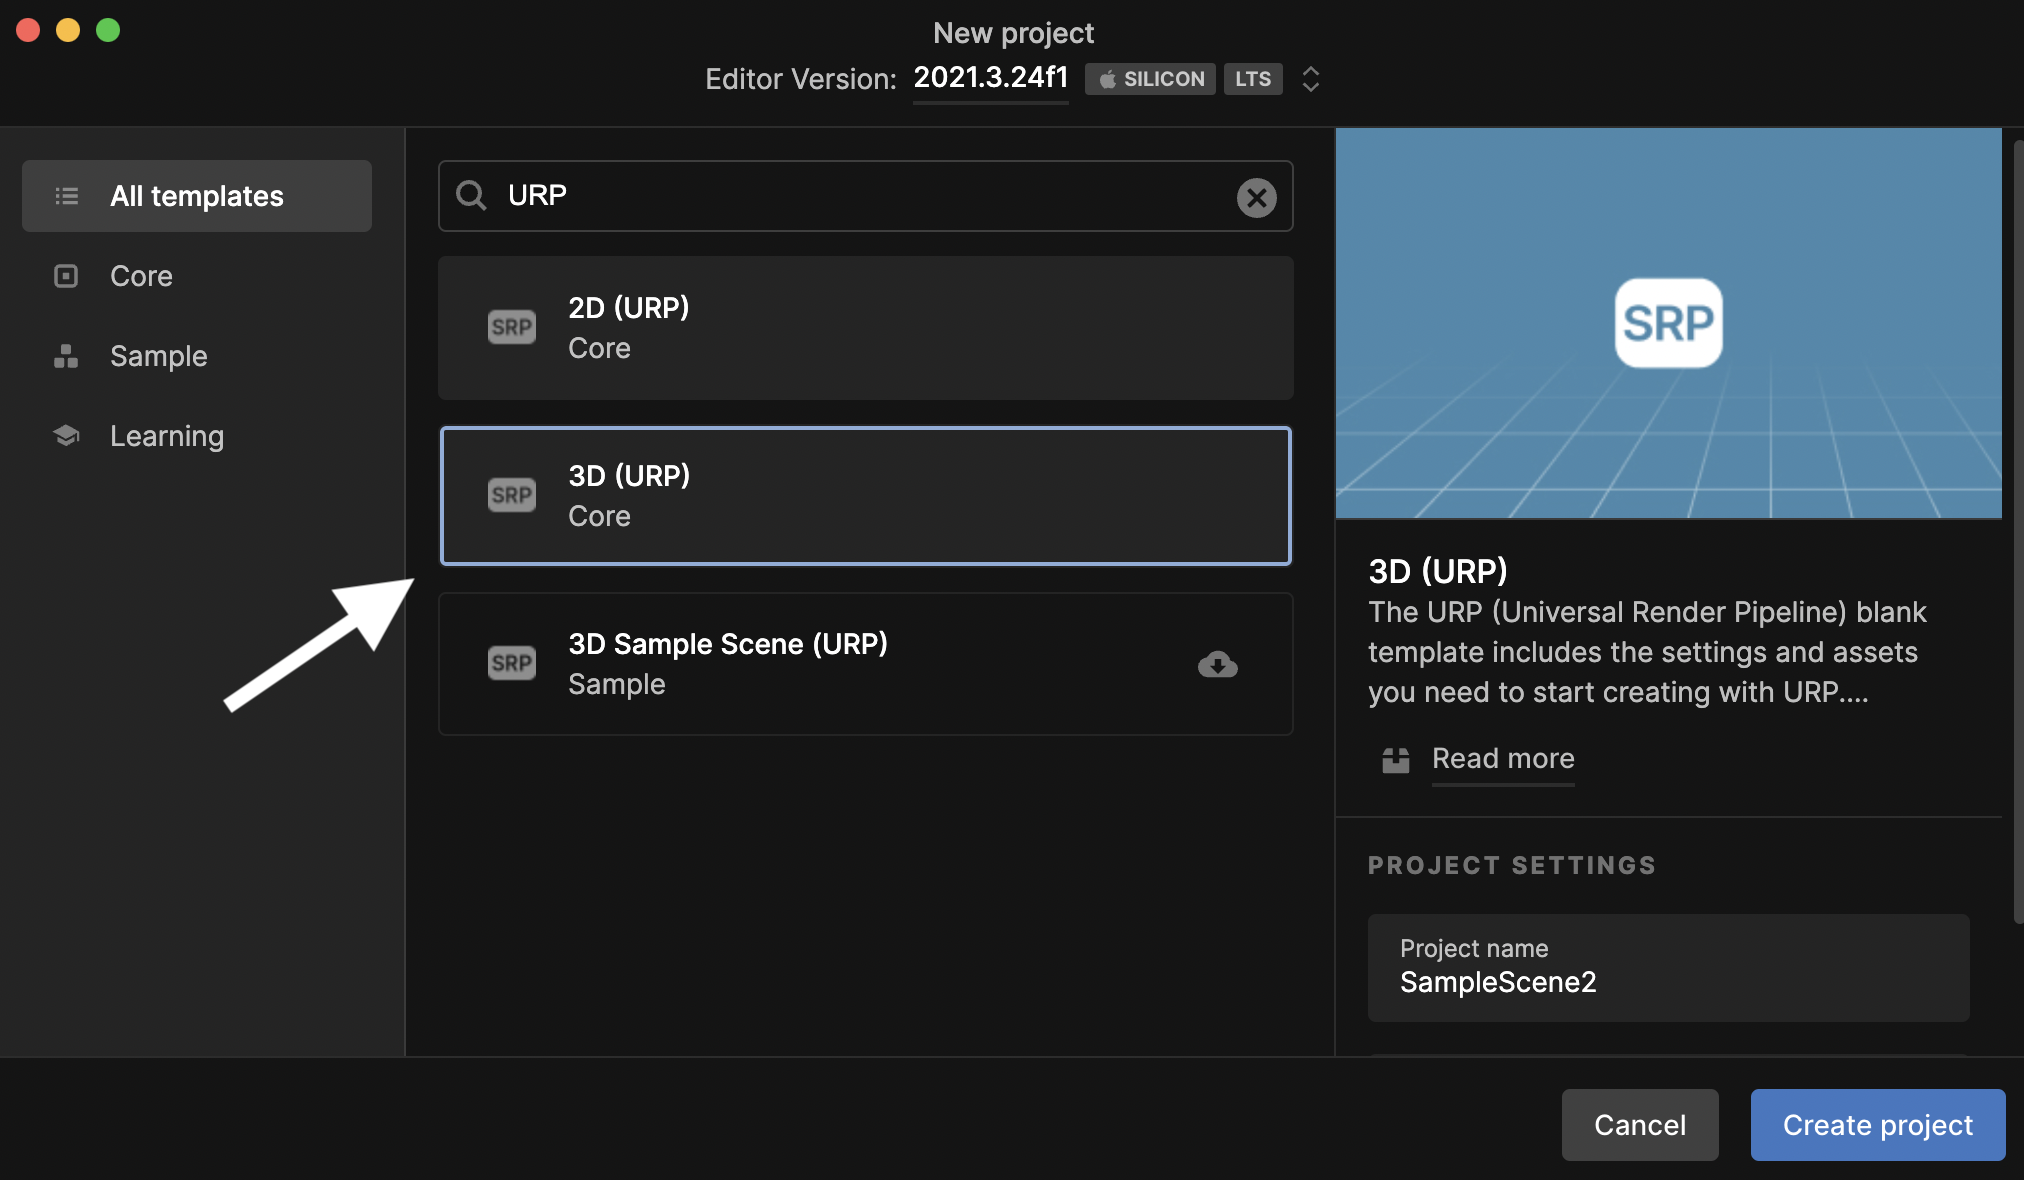 New project
Editor Version: 2021.3.24f1 SILICON LTS
All templates
Core
Sample
Learning
URP
SRP
2D (URP)
Core
SRP
3D (URP)
Core
SRP
3D Sample Scene (URP)
Sample
SRP
3D (URP)
The URP (Universal Render Pipeline) blank
template includes the settings and assets
you need to start creating with URP....
Read more
PROJECT SETTINGS
Project name
SampleScene2
Cancel
Create project